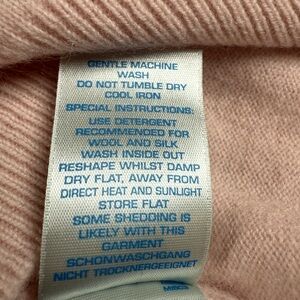 GENTLE MACHINE
WASH
DO NOT TUMBLE DRY
COOL IRON
SPECIAL INSTRUCTIONS:
USE DETERGENT
RECOMMENDED FOR
WOOL AND SILK
WASH INSIDE OUT
RESHAPE WHILST DAMP
DRY FLAT, AWAY FROM
DIRECT HEAT AND SUNLIGHT
STORE FLAT
SOME SHEDDING IS
LIKELY WITH THIS
GARMENT
SCHONWASCHGANG
NICHT TROCKNERGEEIGNET